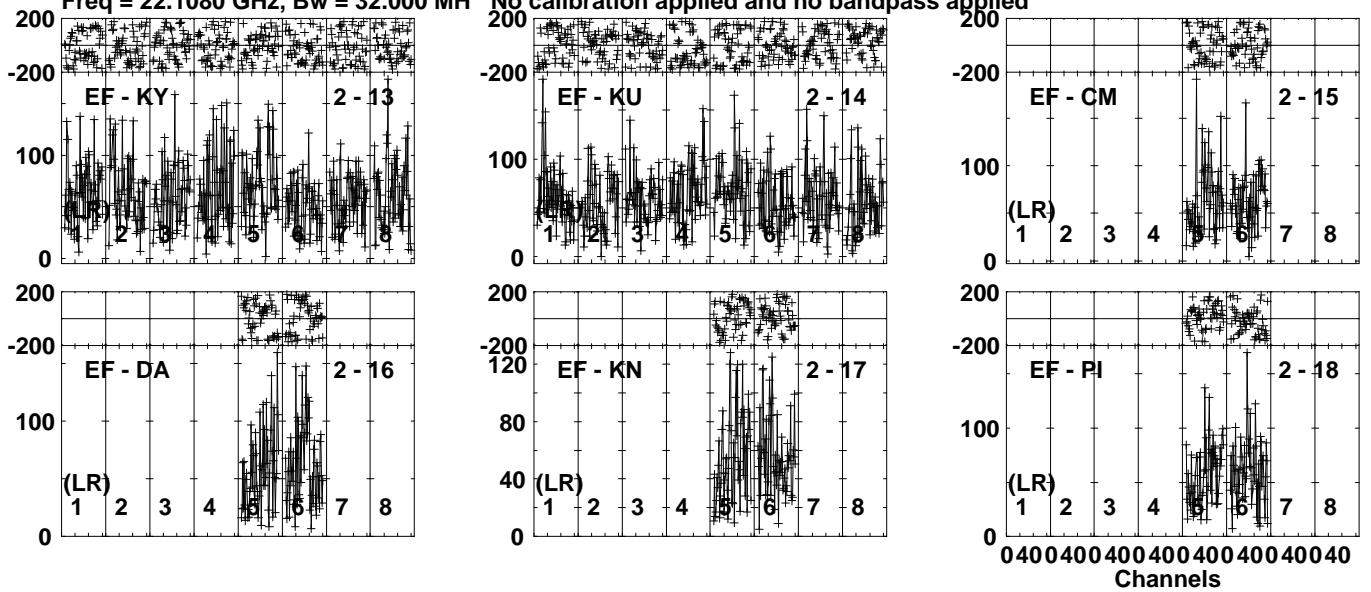 Freq = 22.1080 GHz, Bw = 32.000 MH   No calibration applied and no bandpass applied
200
-200
EF - KY 2 - 13
100
(LR)
1 2 3 4 5 6 7 8
0
200
-200
EF - KU 2 - 14
100
(LR)
1 2 3 4 5 6 7 8
0
200
-200
EF - CM 2 - 15
100
(LR)
1 2 3 4 5 6 7 8
0
200
-200
EF - DA 2 - 16
100
(LR)
1 2 3 4 5 6 7 8
0
200
-200
120
EF - KN 2 - 17
80
40
(LR)
1 2 3 4 5 6 7 8
0
200
-200
EF - PI 2 - 18
100
(LR)
1 2 3 4 5 6 7 8
0
0 40 0 40 0 40 0 40 0 40 0 40 0 40 0 40
Channels